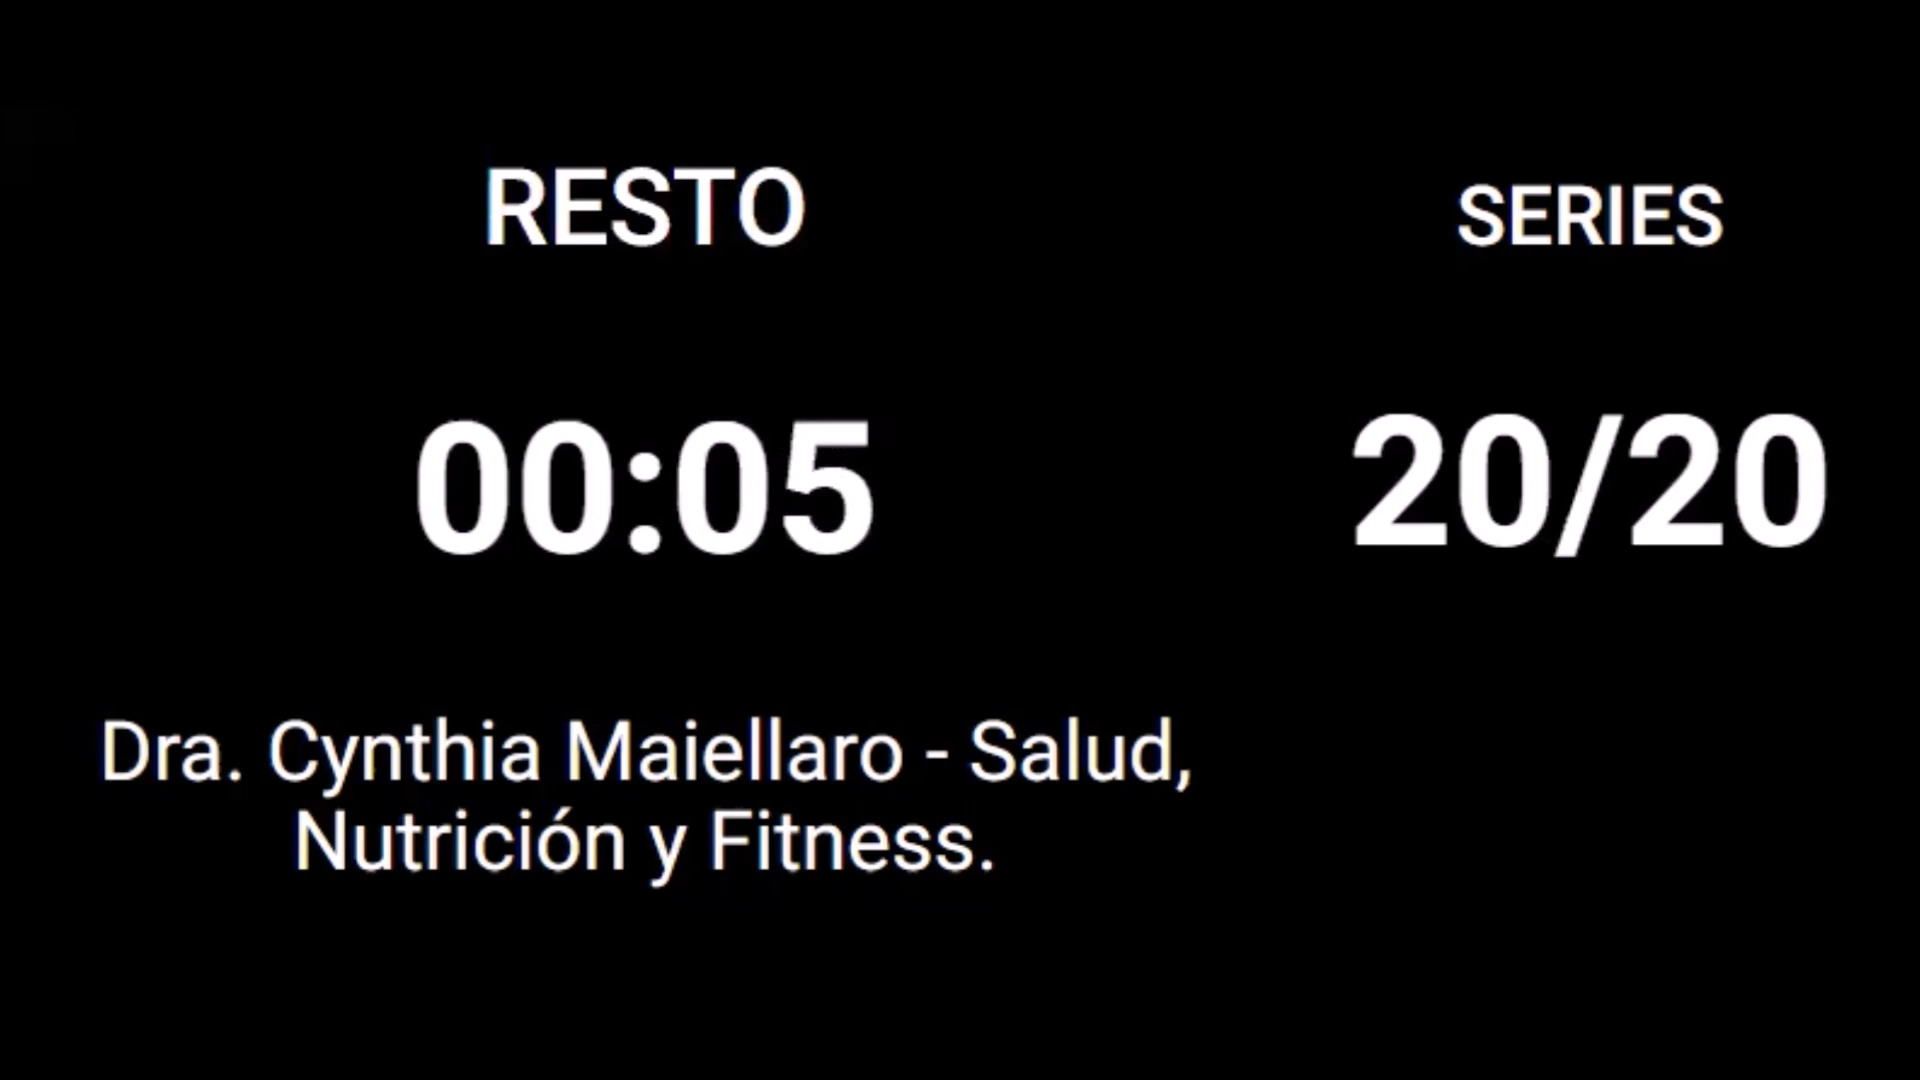 RESTO
SERIES
00:05
20/20
Dra. Cynthia Maiellaro - Salud,
Nutrición y Fitness.